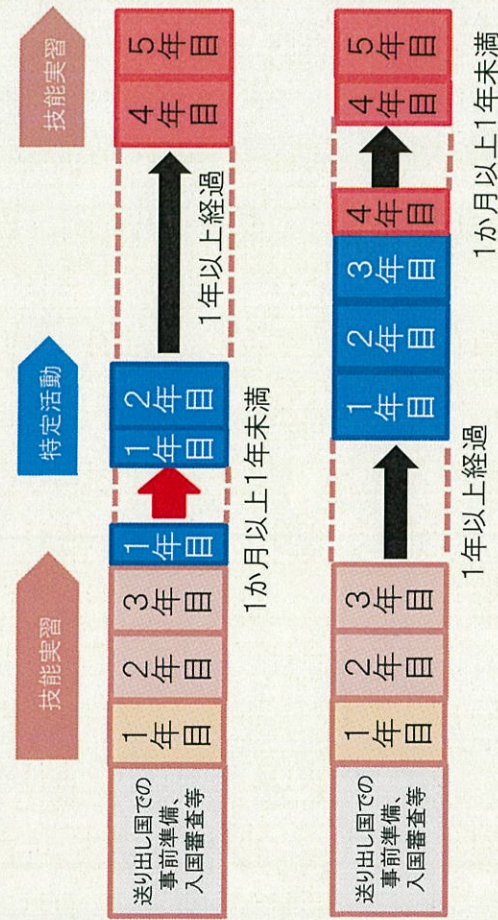 技能実習
特定活動
技能実習
送り出し国での
事前準備、
入国審査等
1年目
2年目
3年目
1年目
1年目
2年目
4年目
5年目
1か月以上1年未満
1年以上経過
送り出し国での
事前準備、
入国審査等
1年目
2年目
3年目
1年目
2年目
3年目
4年目
4年目
5年目
1年以上経過
1か月以上1年未満